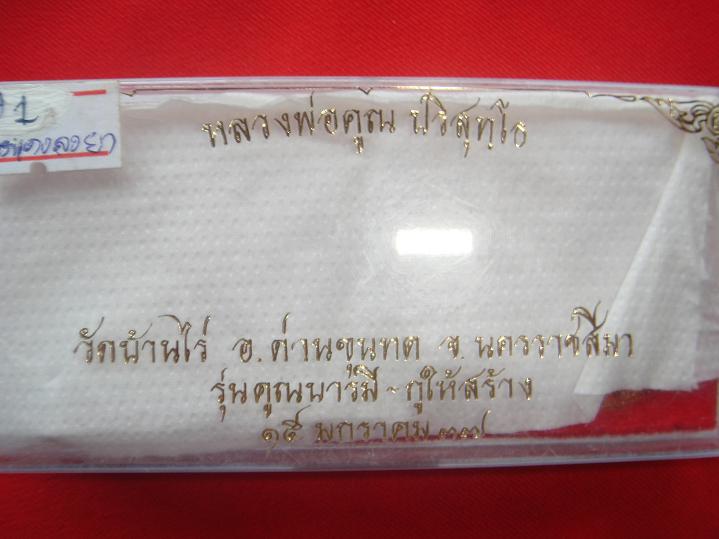 หลวงพ่อคูณ ปริสุทฺโธ
วัดบ้านไร่ อ.ด่านขุนทด จ.นครราชสีมา
รุ่นคูณบารมี-กูให้สร้าง
๑๕ มกราคม ๓๗
1